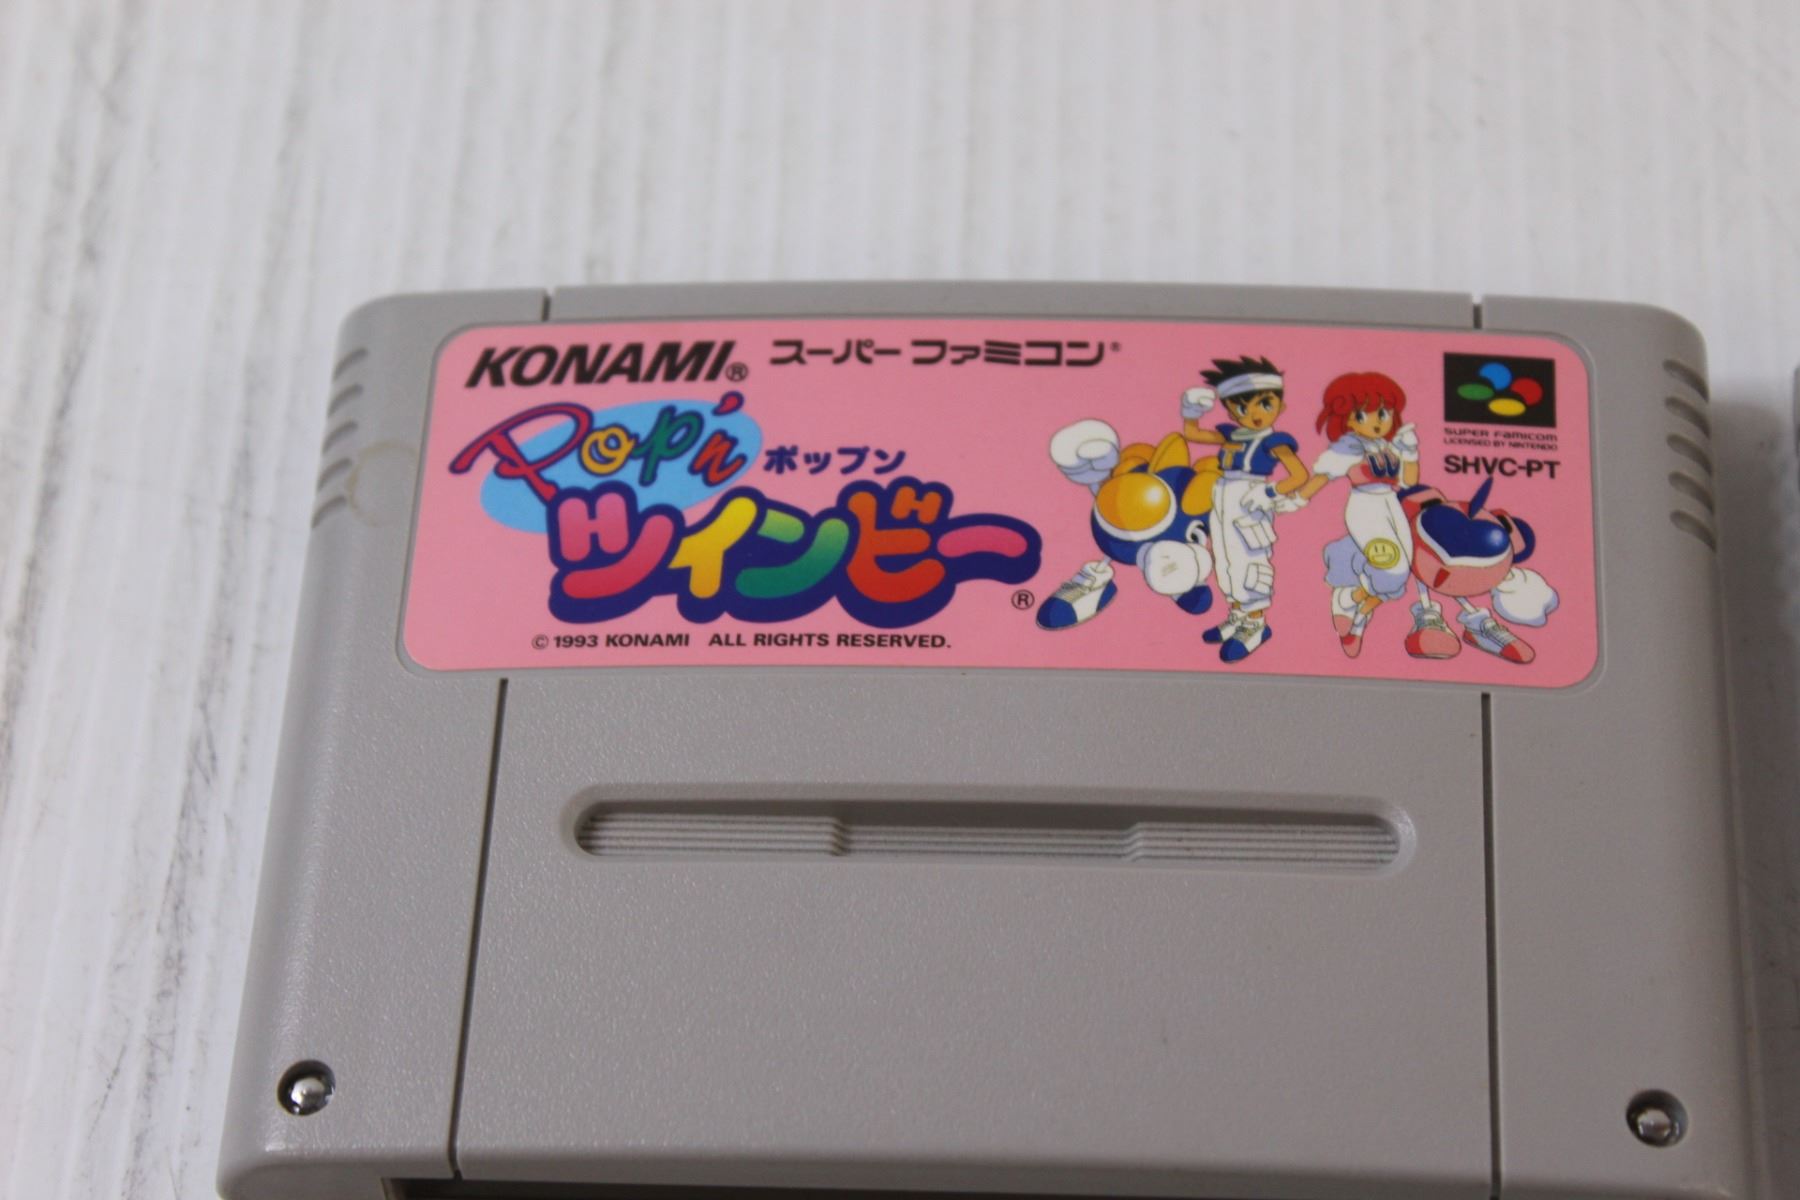 KONAMI® スーパーファミコン®
Pop'n ポップン
ツインビー®
© 1993 KONAMI ALL RIGHTS RESERVED.
SUPER FAMICOM
LICENSED BY NINTENDO
SHVC-PT